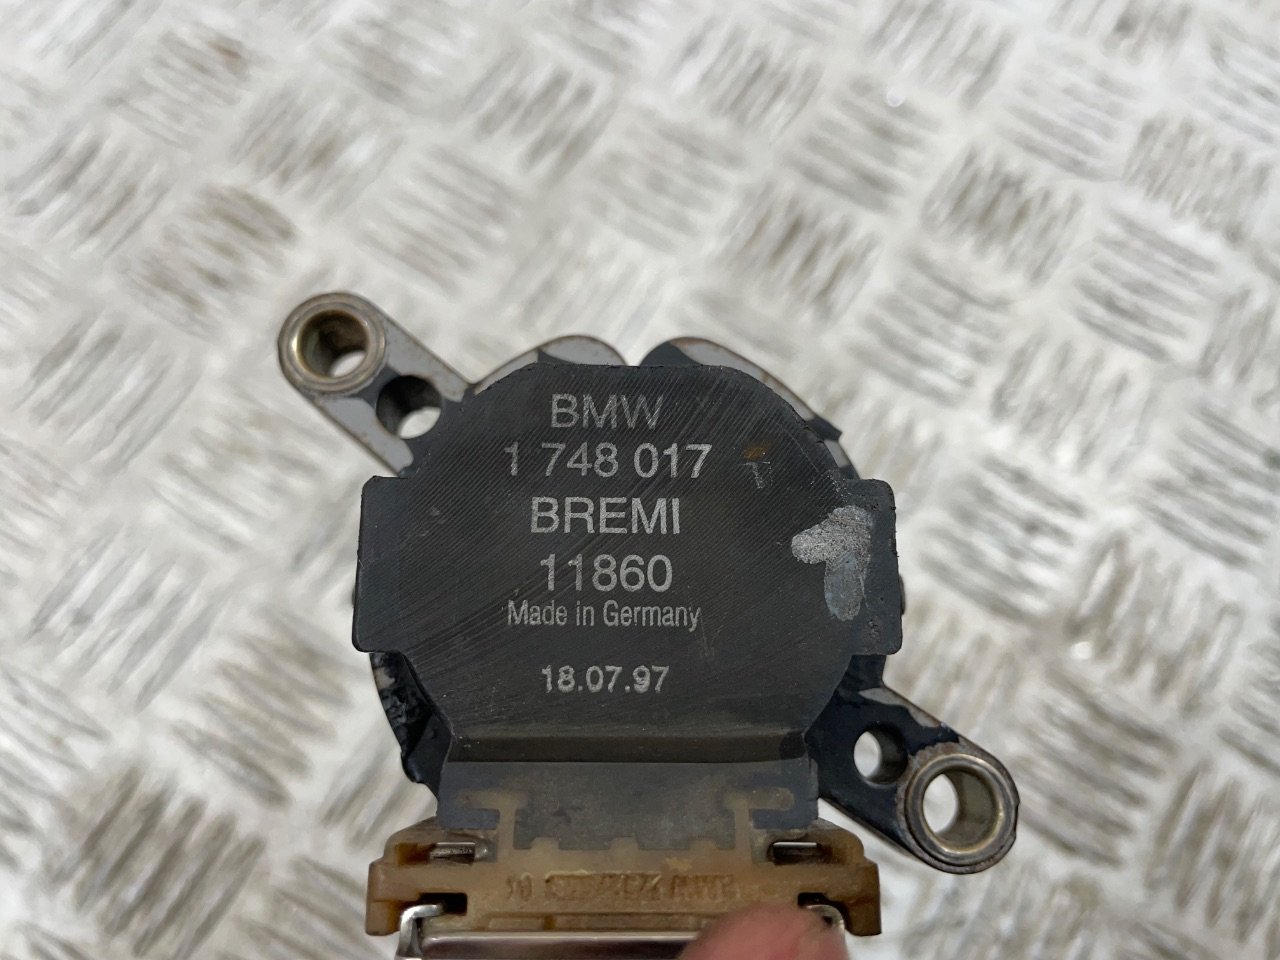 BMW
1 748 017
BREMI
11860
Made in Germany
18.07.97